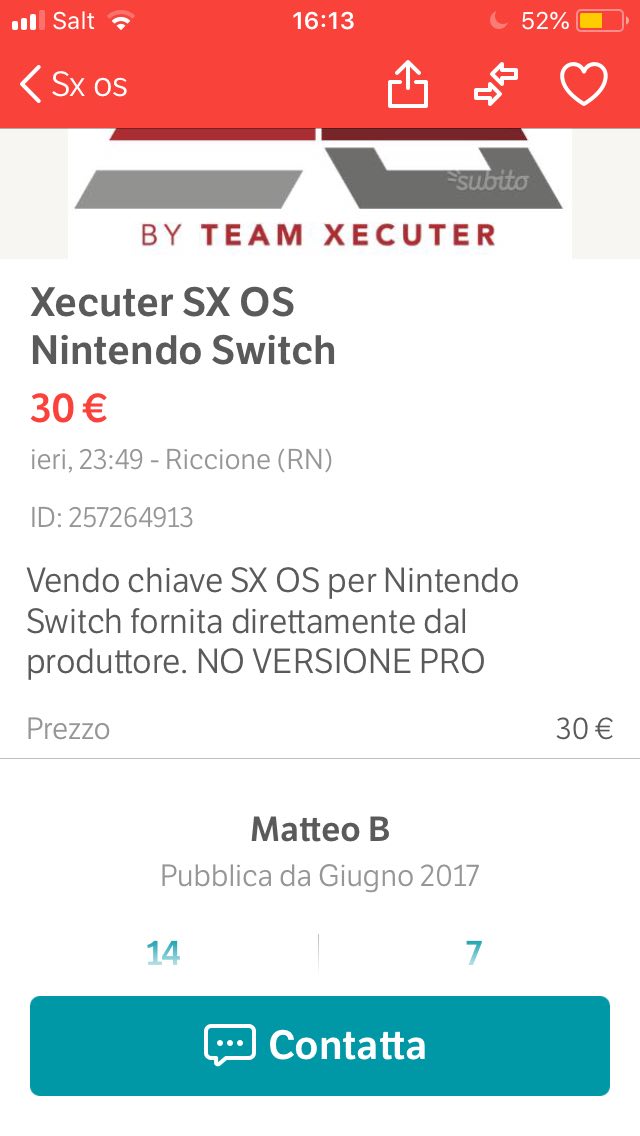 Salt 16:13 52%
Sx os
subito
BY TEAM XECUTER
Xecuter SX OS
Nintendo Switch
30 €
ieri, 23:49 - Riccione (RN)
ID: 257264913
Vendo chiave SX OS per Nintendo
Switch fornita direttamente dal
produttore. NO VERSIONE PRO
Prezzo 30 €
Matteo B
Pubblica da Giugno 2017
14 7
Contatta